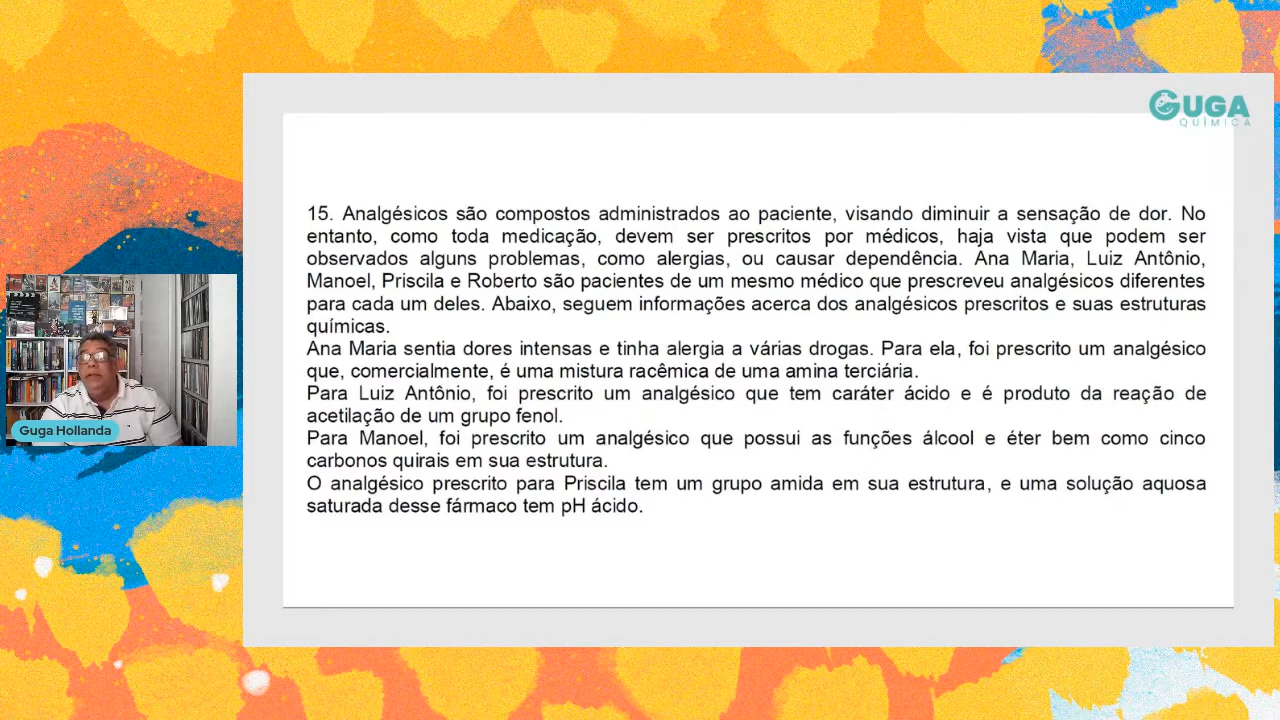 GUGA
QUÍMICA
15. Analgésicos são compostos administrados ao paciente, visando diminuir a sensação de dor. No
entanto, como toda medicação, devem ser prescritos por médicos, haja vista que podem ser
observados alguns problemas, como alergias, ou causar dependência. Ana Maria, Luiz Antônio,
Manoel, Priscila e Roberto são pacientes de um mesmo médico que prescreveu analgésicos diferentes
para cada um deles. Abaixo, seguem informações acerca dos analgésicos prescritos e suas estruturas
químicas.
Ana Maria sentia dores intensas e tinha alergia a várias drogas. Para ela, foi prescrito um analgésico
que, comercialmente, é uma mistura racêmica de uma amina terciária.
Para Luiz Antônio, foi prescrito um analgésico que tem caráter ácido e é produto da reação de
acetilação de um grupo fenol.
Para Manoel, foi prescrito um analgésico que possui as funções álcool e éter bem como cinco
carbonos quirais em sua estrutura.
O analgésico prescrito para Priscila tem um grupo amida em sua estrutura, e uma solução aquosa
saturada desse fármaco tem pH ácido.
Guga Hollanda